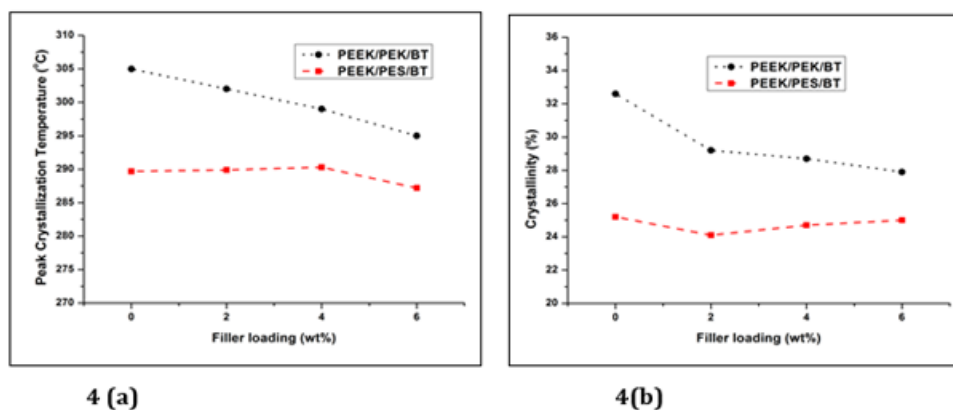 310
305
300
295
290
285
280
275
270
0
2
4
6
Peak Crystallization Temperature (°C)
Filler loading (wt%)
PEEK/PEK/BT
PEEK/PES/BT
36
34
32
30
28
26
24
22
20
0
2
4
6
Crystallinity (%)
Filler loading (wt%)
PEEK/PEK/BT
PEEK/PES/BT
4 (a)
4(b)